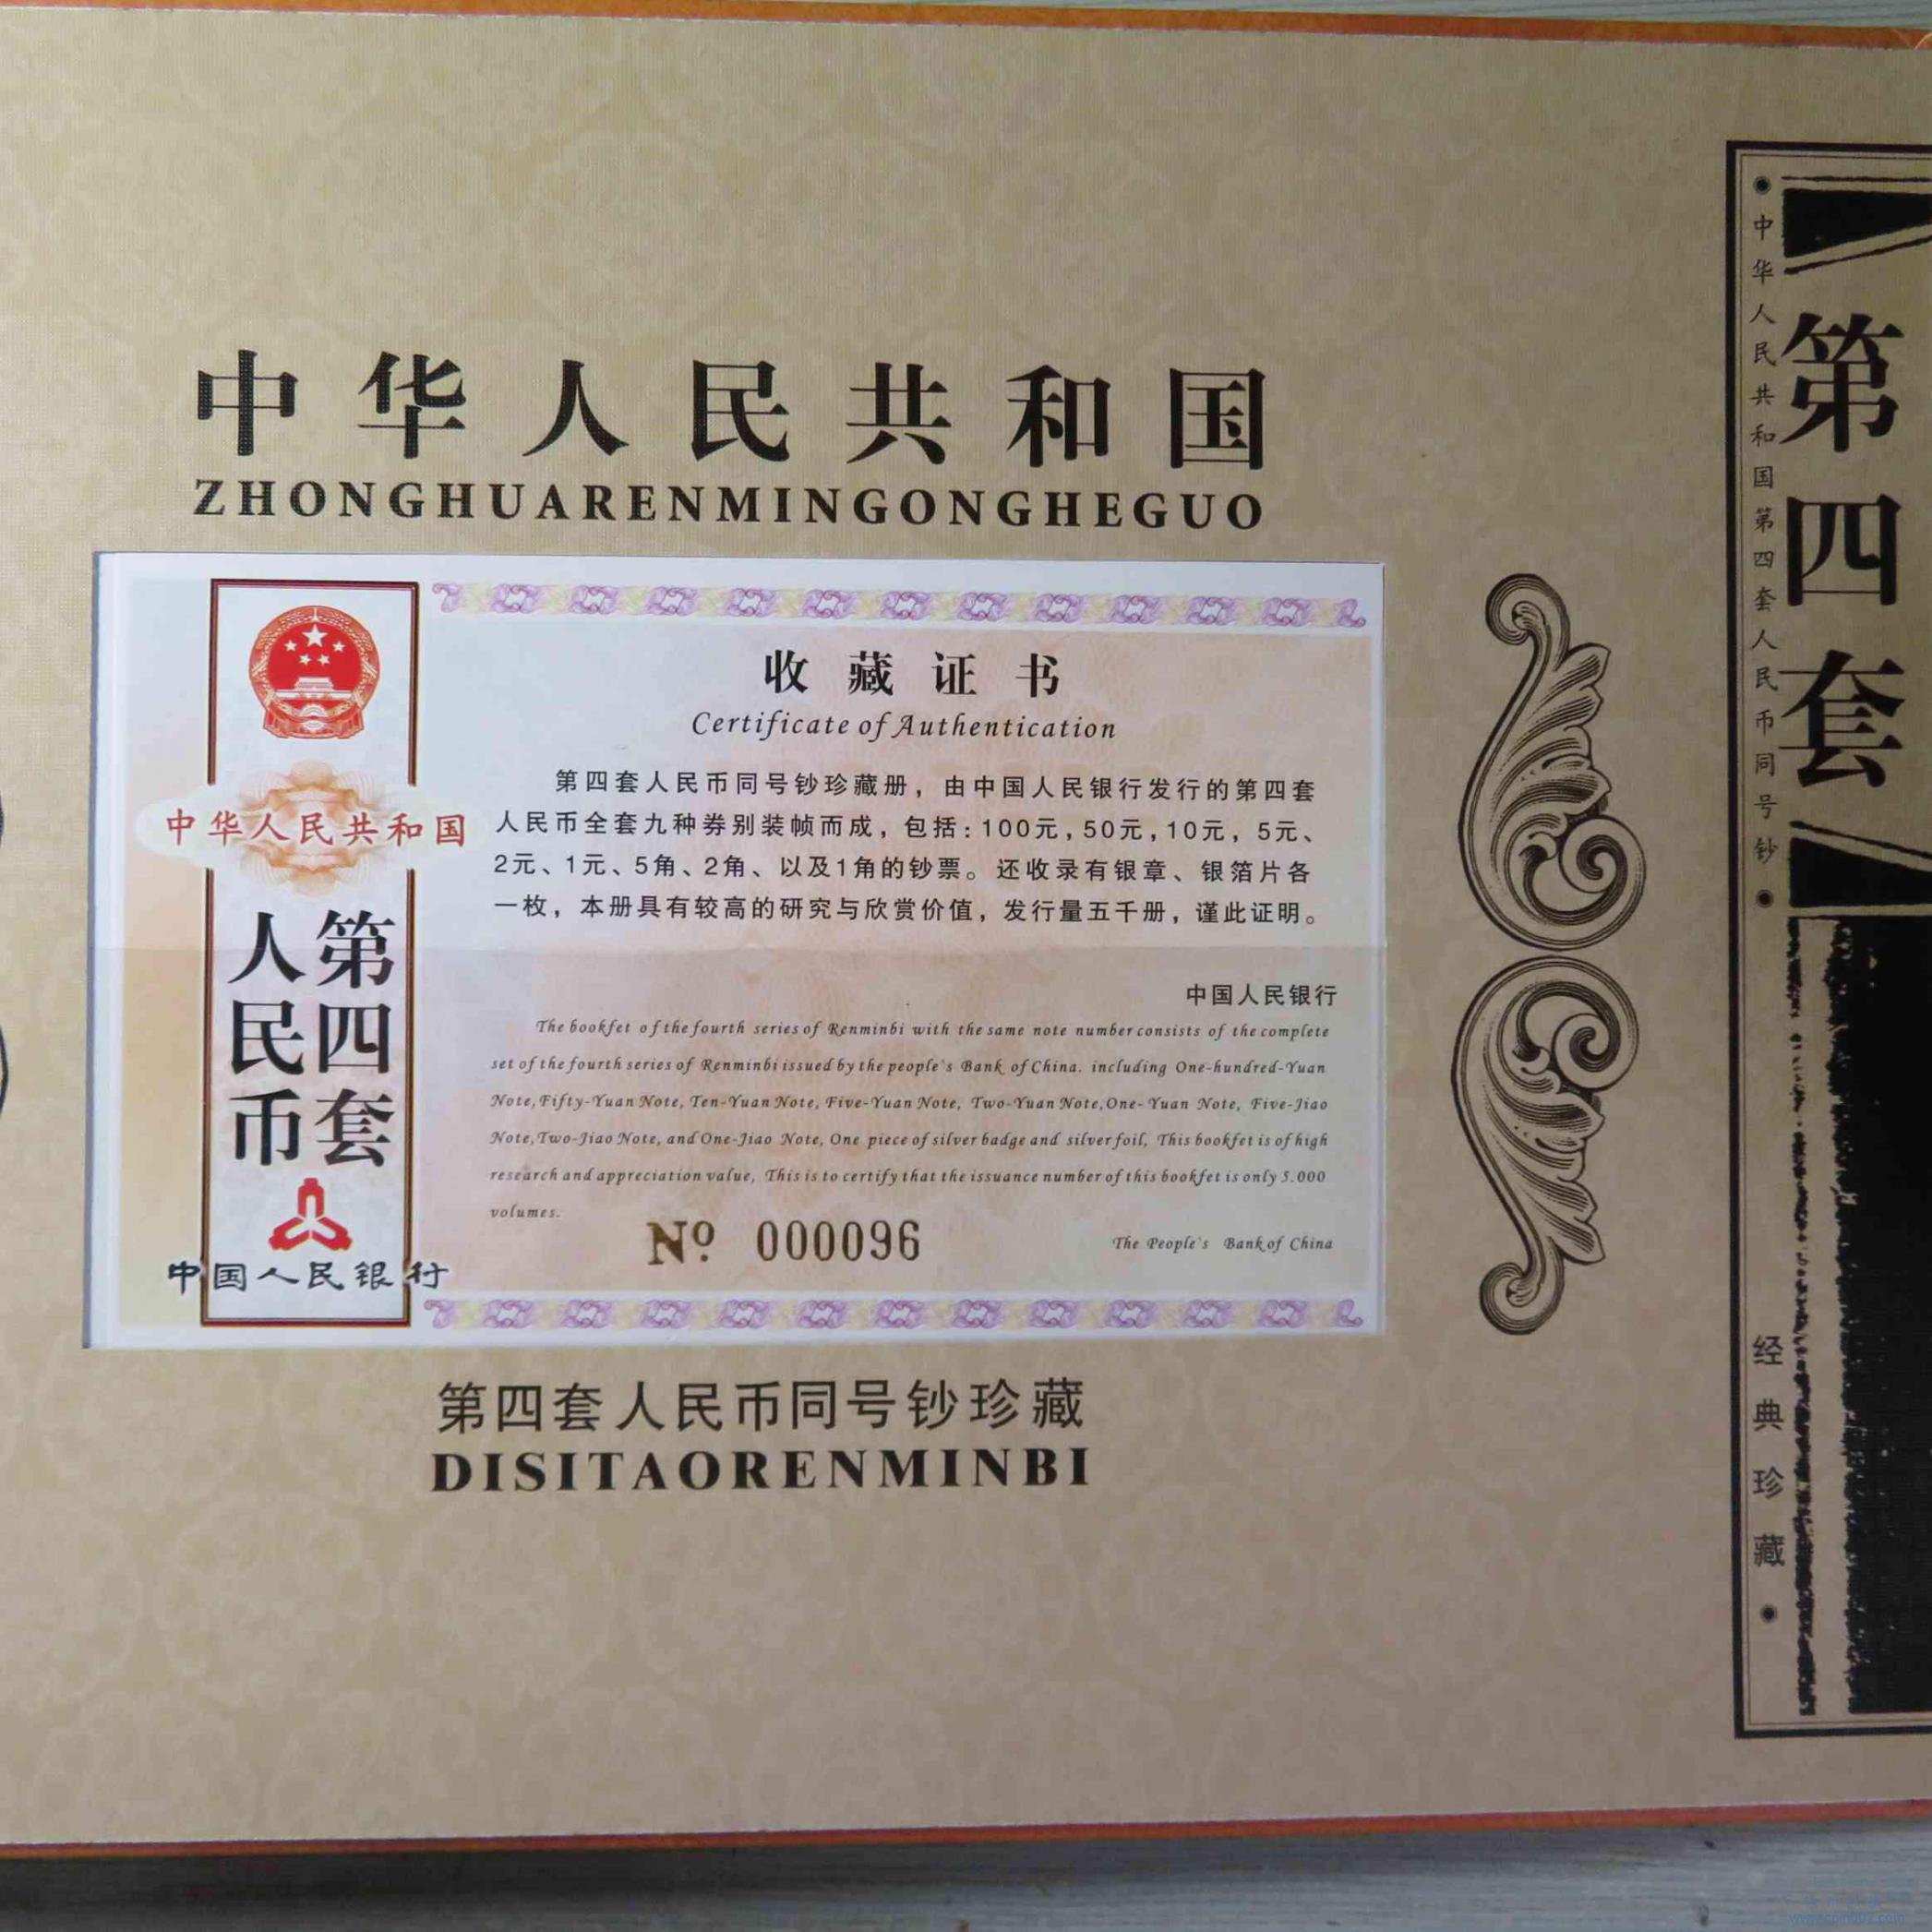 中华人民共和国
ZHONGHUARENMINGONGHEGUO
中华人民共和国
第四套
人民币
中国人民银行
收藏证书
Certificate of Authentication
第四套人民币同号钞珍藏册，由中国人民银行发行的第四套
人民币全套九种券别装帧而成，包括：100元，50元，10元，5元、
2元、1元、5角、2角、以及1角的钞票。还收录有银章、银箔片各
一枚，本册具有较高的研究与欣赏价值，发行量五千册，谨此证明。
中国人民银行
The bookfet of the fourth series of Renminbi with the same note number consists of the complete
set of the fourth series of Renminbi issued by the people's Bank of China. including One-hundred-Yuan
Note, Fifty-Yuan Note, Ten-Yuan Note, Five-Yuan Note, Two-Yuan Note, One-Yuan Note, Five-Jiao
Note, Two-Jiao Note, and One-Jiao Note, One piece of silver badge and silver foil, This bookfet is of high
research and appreciation value, This is to certify that the issuance number of this bookfet is only 5.000
volumes.
Nº. 000096
The People's Bank of China
第四套人民币同号钞珍藏
DISITAORENMINBI
中华人民共和国第四套人民币同号钞
经典珍藏
第四套